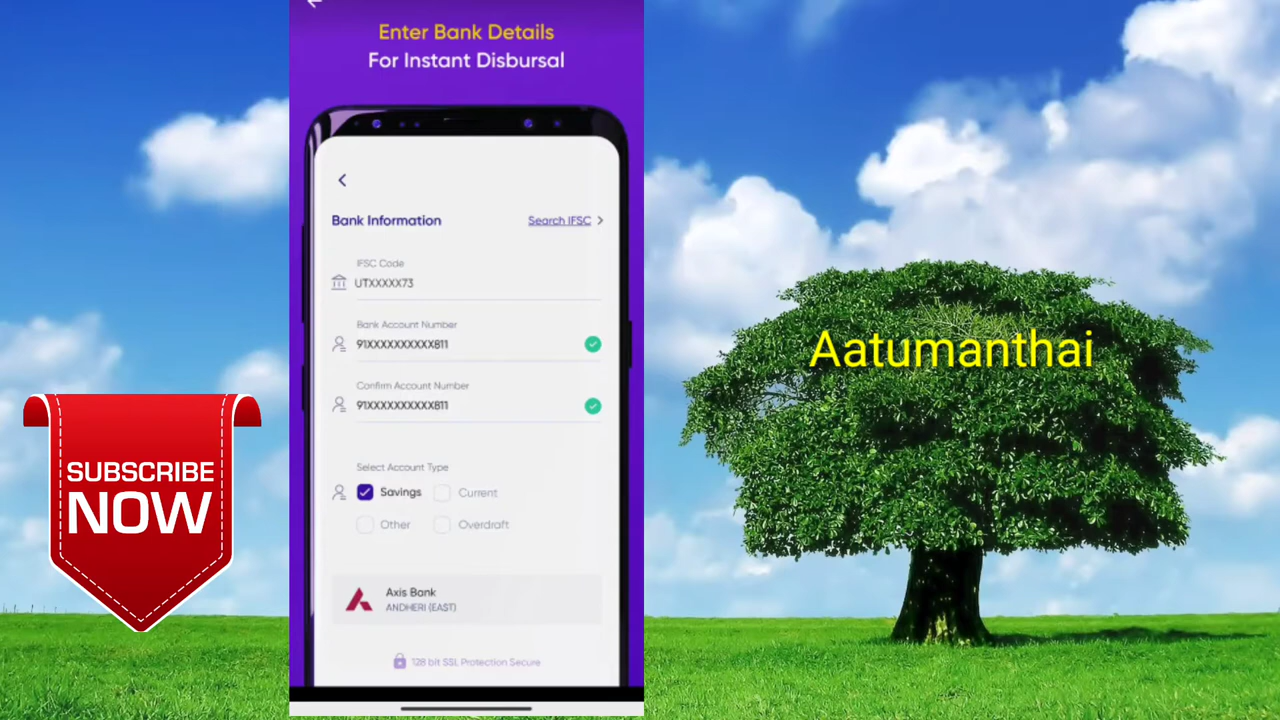 Enter Bank Details
For Instant Disbursal
Bank Information
Search IFSC
IFSC Code
UTXXXXX73
Bank Account Number
91XXXXXXXXXX811
Confirm Account Number
91XXXXXXXXXX811
Select Account Type
Savings
Current
Other
Overdraft
Axis Bank
ANDHERI (EAST)
128 bit SSL Protection Secure
SUBSCRIBE
NOW
Aatumanthai